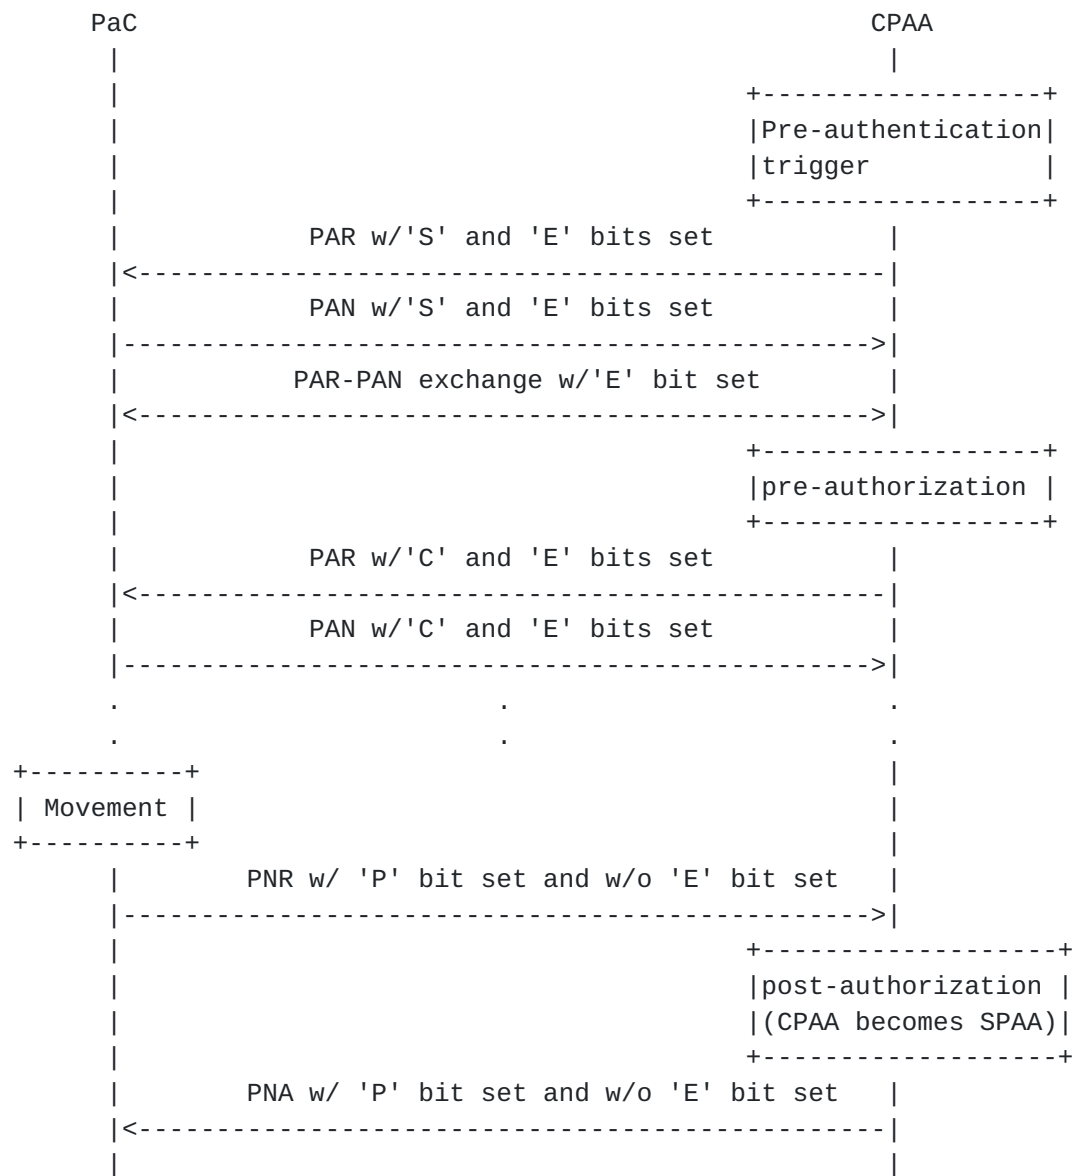 PaC CPAA
Pre-authentication
trigger
PAR w/'S' and 'E' bits set
PAN w/'S' and 'E' bits set
PAR-PAN exchange w/'E' bit set
pre-authorization
PAR w/'C' and 'E' bits set
PAN w/'C' and 'E' bits set
Movement
PNR w/ 'P' bit set and w/o 'E' bit set
post-authorization
(CPAA becomes SPAA)
PNA w/ 'P' bit set and w/o 'E' bit set